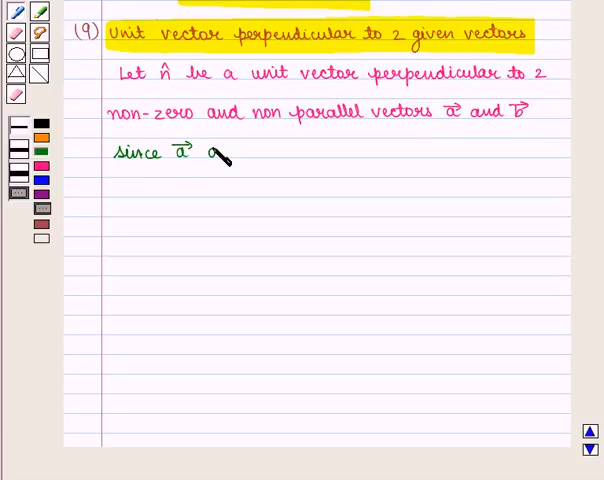 (9) Unit vector perpendicular to 2 given vectors
Let n̂ be a unit vector perpendicular to 2
non-zero and non parallel vectors a⃗ and b⃗
since a⃗